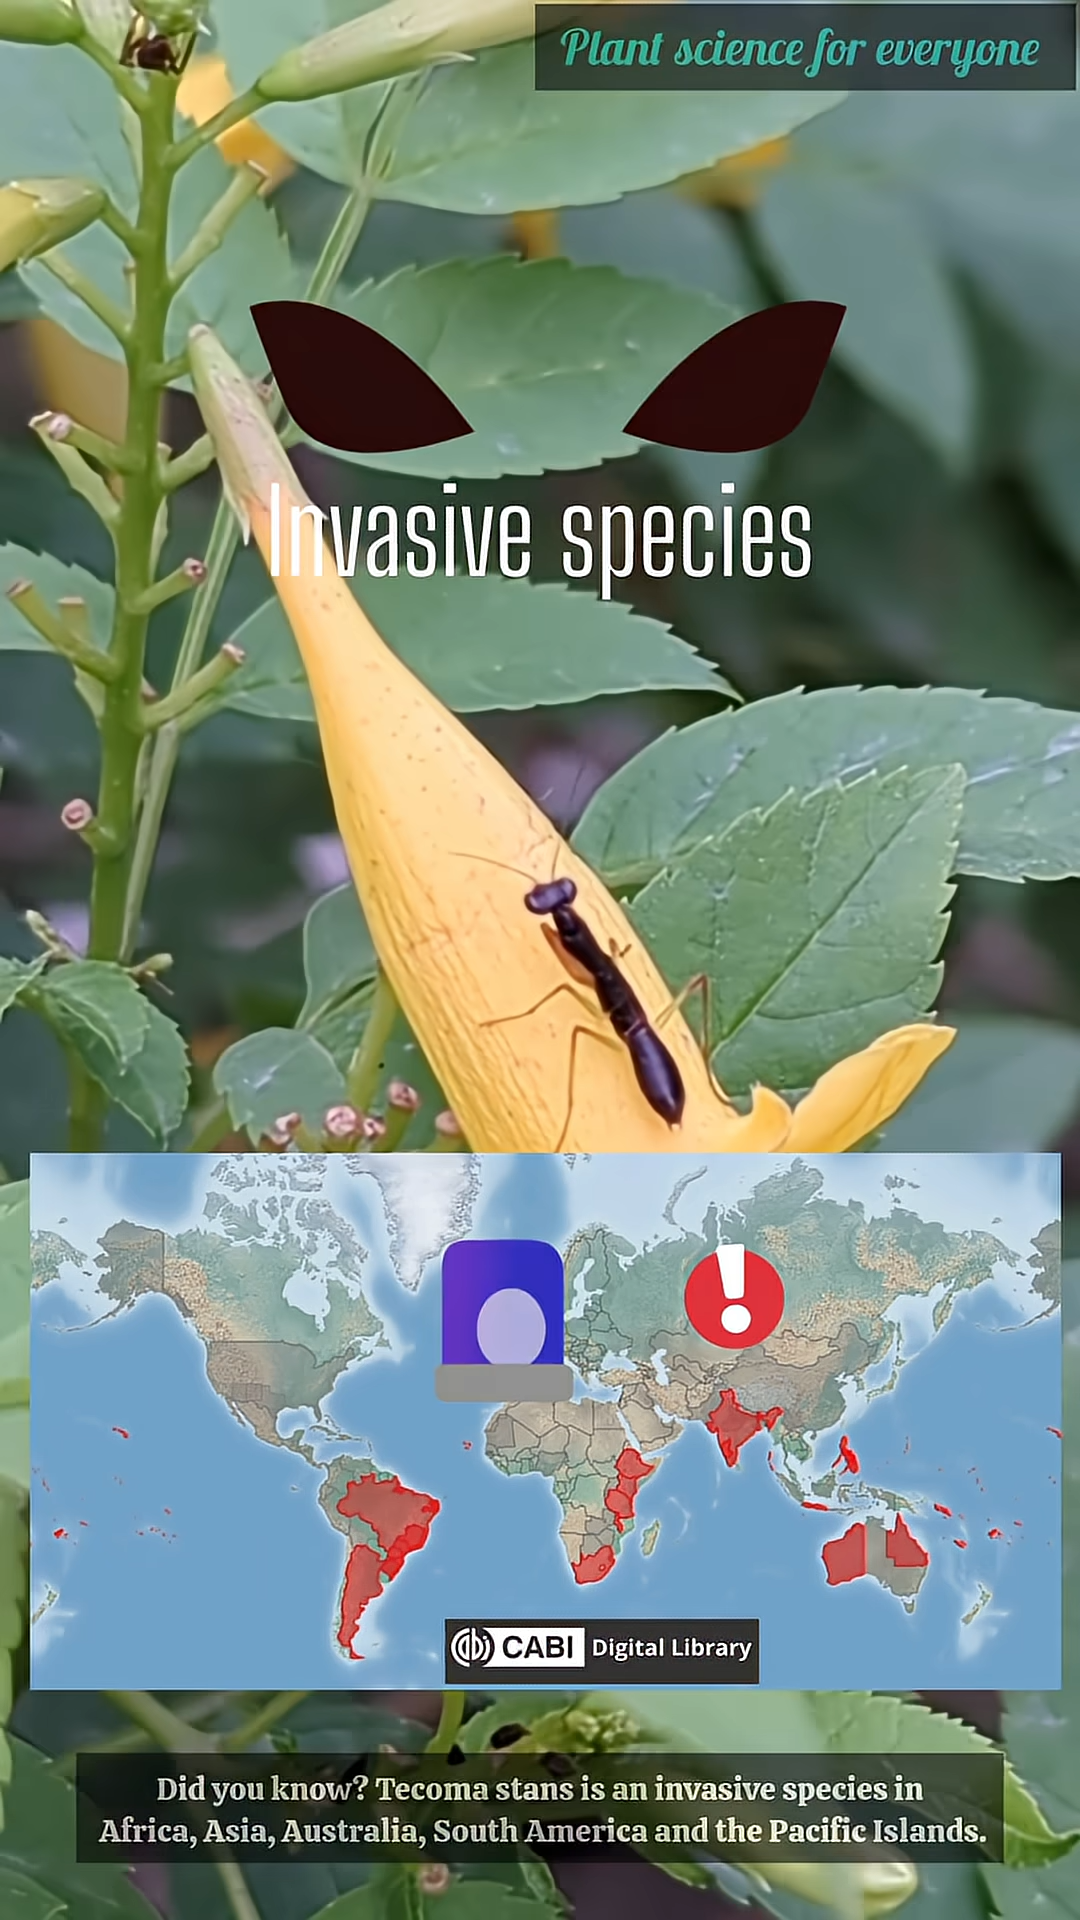 Plant science for everyone
Invasive species
CABI Digital Library
Did you know? Tecoma stans is an invasive species in
Africa, Asia, Australia, South America and the Pacific Islands.